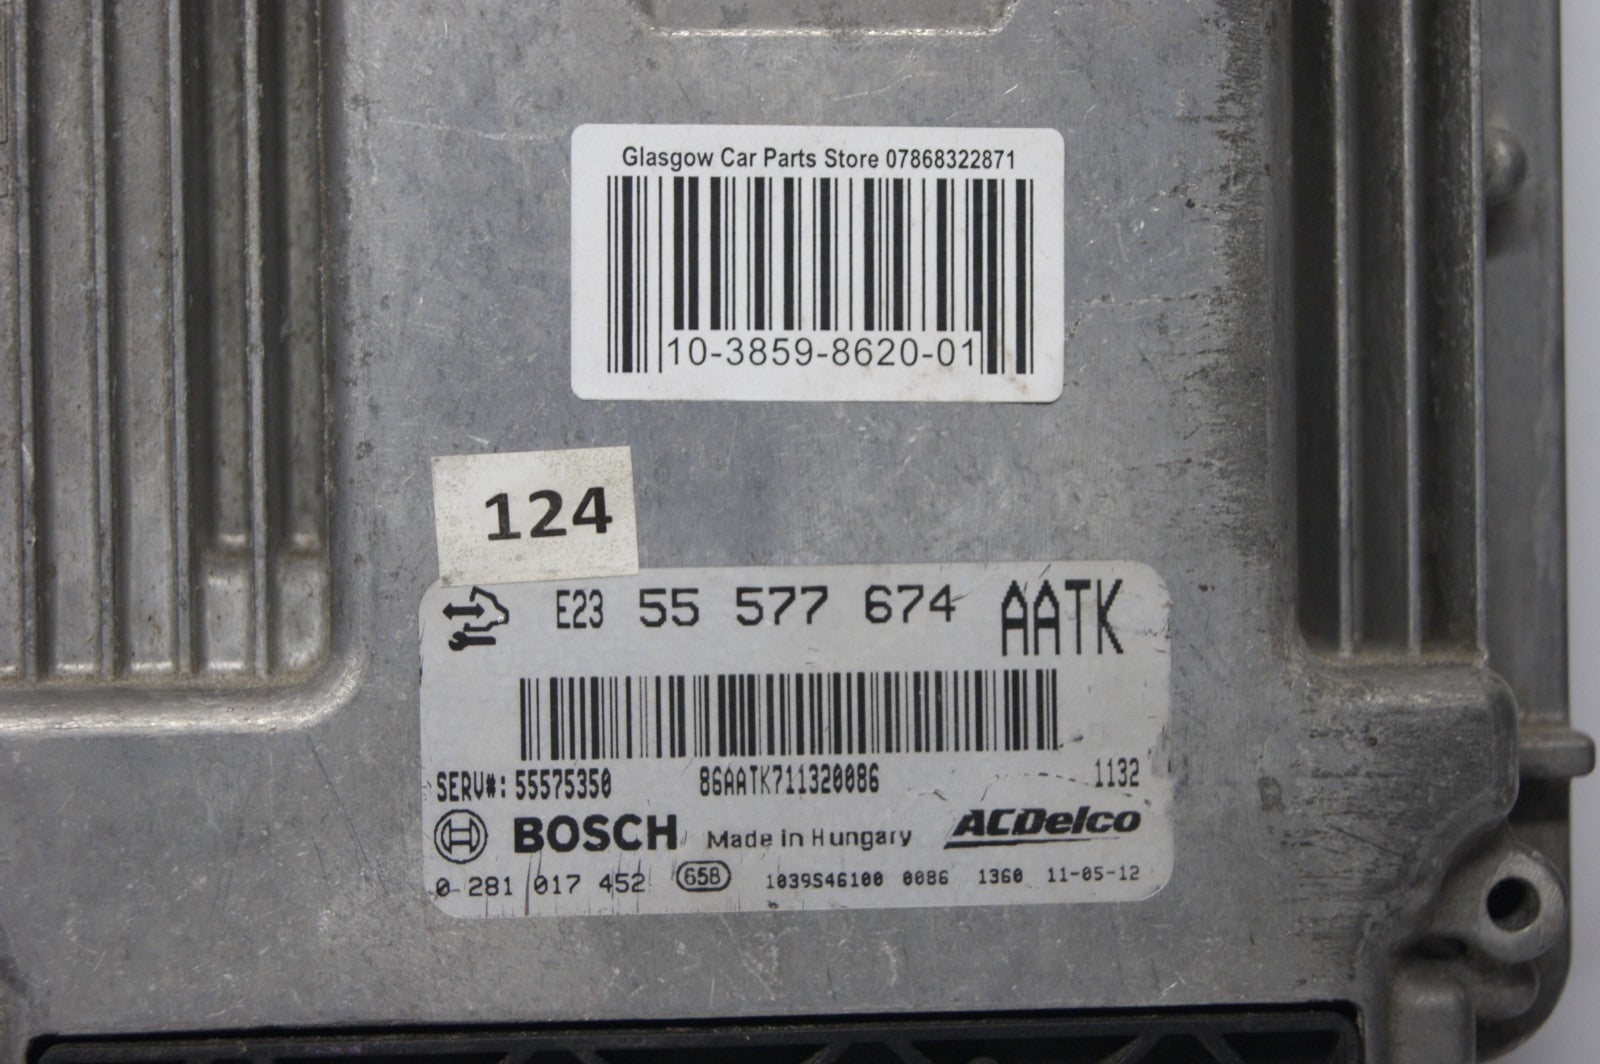 Glasgow Car Parts Store 07868322871
10-3859-8620-01
124
E23 55 577 674 AATK
SERV#: 55575350 86AATK711320086 1132
BOSCH Made in Hungary ACDelco
0 281 017 452 658 1039S46100 0086 1360 11-05-12